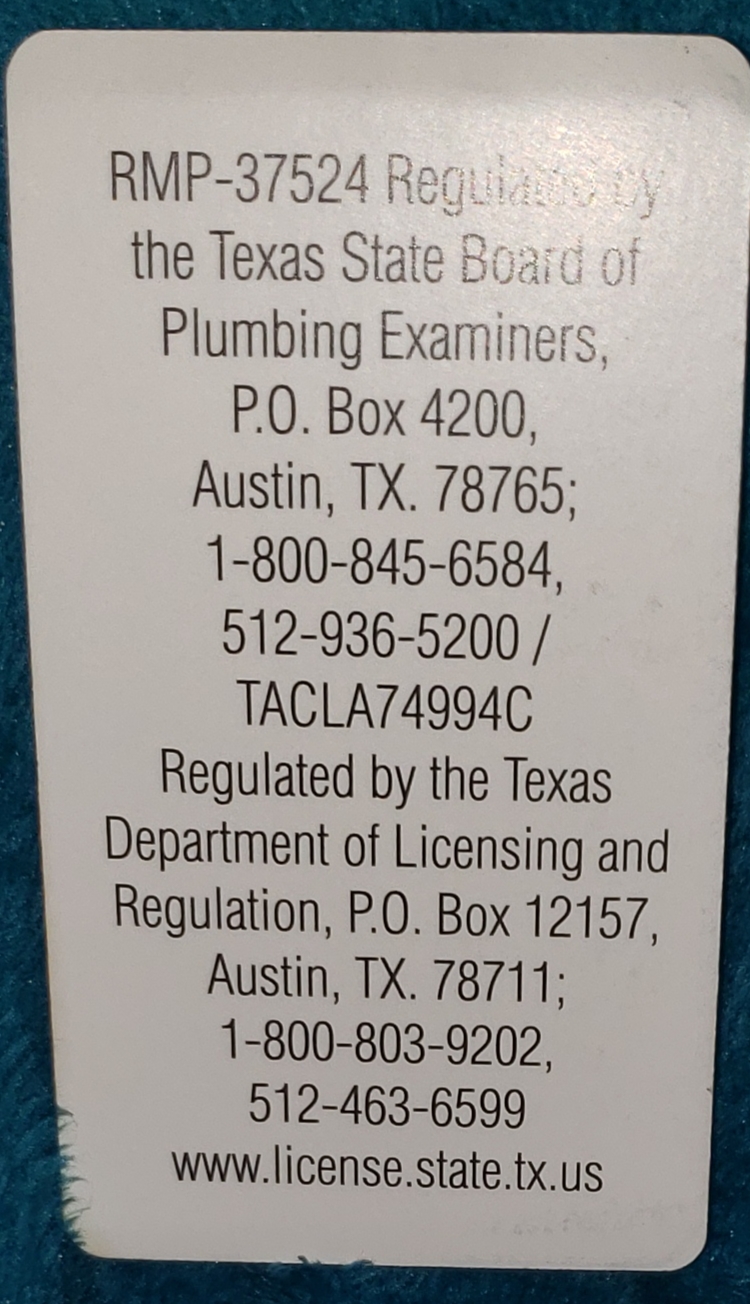 RMP-37524 Regulated by
the Texas State Board of
Plumbing Examiners,
P.O. Box 4200,
Austin, TX. 78765;
1-800-845-6584,
512-936-5200 /
TACLA74994C
Regulated by the Texas
Department of Licensing and
Regulation, P.O. Box 12157,
Austin, TX. 78711;
1-800-803-9202,
512-463-6599
www.license.state.tx.us